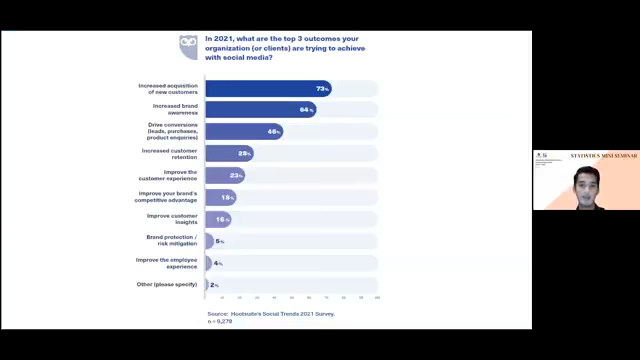 In 2021, what are the top 3 outcomes your
organization (or clients) are trying to achieve
with social media?
Increased acquisition
of new customers
73%
Increased brand
awareness
64%
Drive conversions
(leads, purchases,
product enquiries)
45%
Increased customer
retention
28%
Improve the
customer experience
23%
Improve your brand's
competitive advantage
Improve customer
insights
Brand protection /
risk mitigation
5%
Improve the employee
experience
4%
Other (please specify)
2%
Source: Hootsuite's Social Trends 2021 Survey.
n = 9,279
STATISTICS MINI SEMINAR